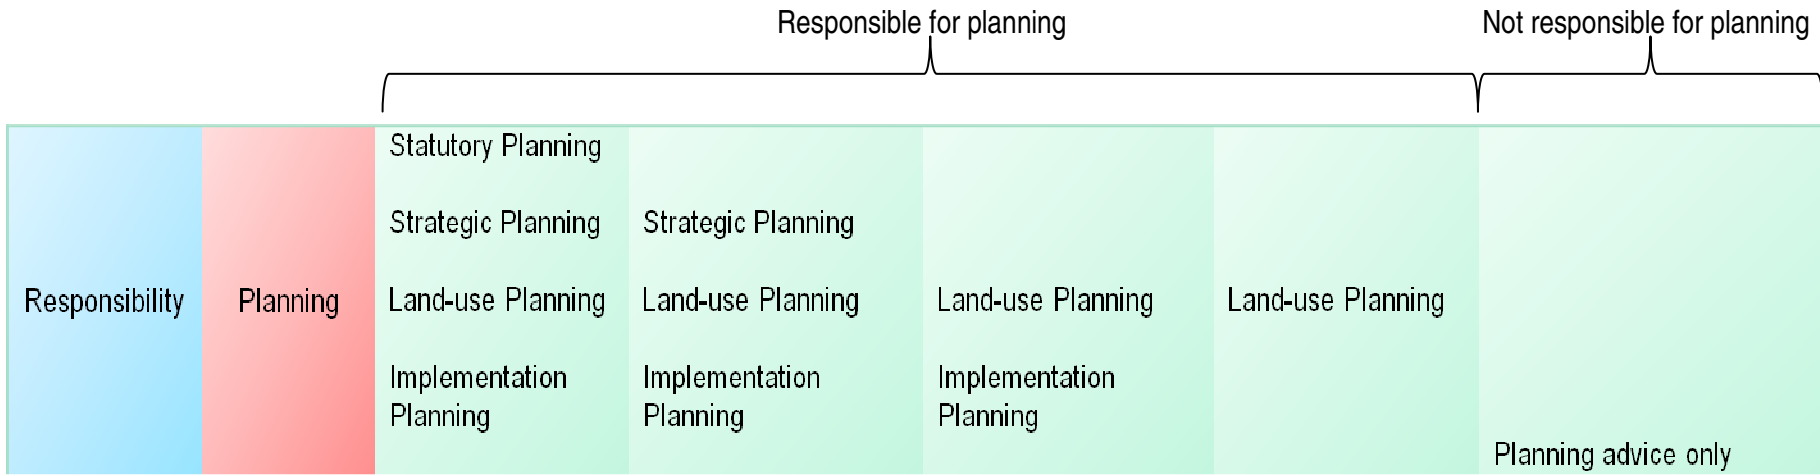 Responsible for planning
Not responsible for planning
Responsibility
Planning
Statutory Planning
Strategic Planning
Land-use Planning
Implementation
Planning
Strategic Planning
Land-use Planning
Implementation
Planning
Land-use Planning
Implementation
Planning
Land-use Planning
Planning advice only